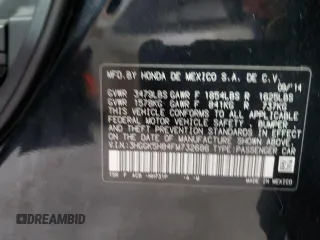 MFD.BY HONDA DE MEXICO S.A. DE C.V.
09/14
GVWR 3479LBS GAWR F 1854LBS R 1625LBS
GVWR 1578KG GAWR F 841KG R 737KG
THIS VEHICLE CONFORMS TO ALL APPLICABLE
FEDERAL MOTOR VEHICLE SAFETY, BUMPER,
AND THEFT PREVENTION STANDARDS IN EFFECT
ON THE DATE OF MANUFACTURE SHOWN ABOVE.
V.I.N.: TYPE:PASSENGER CAR
MADE IN MEXICO
DREAMBID